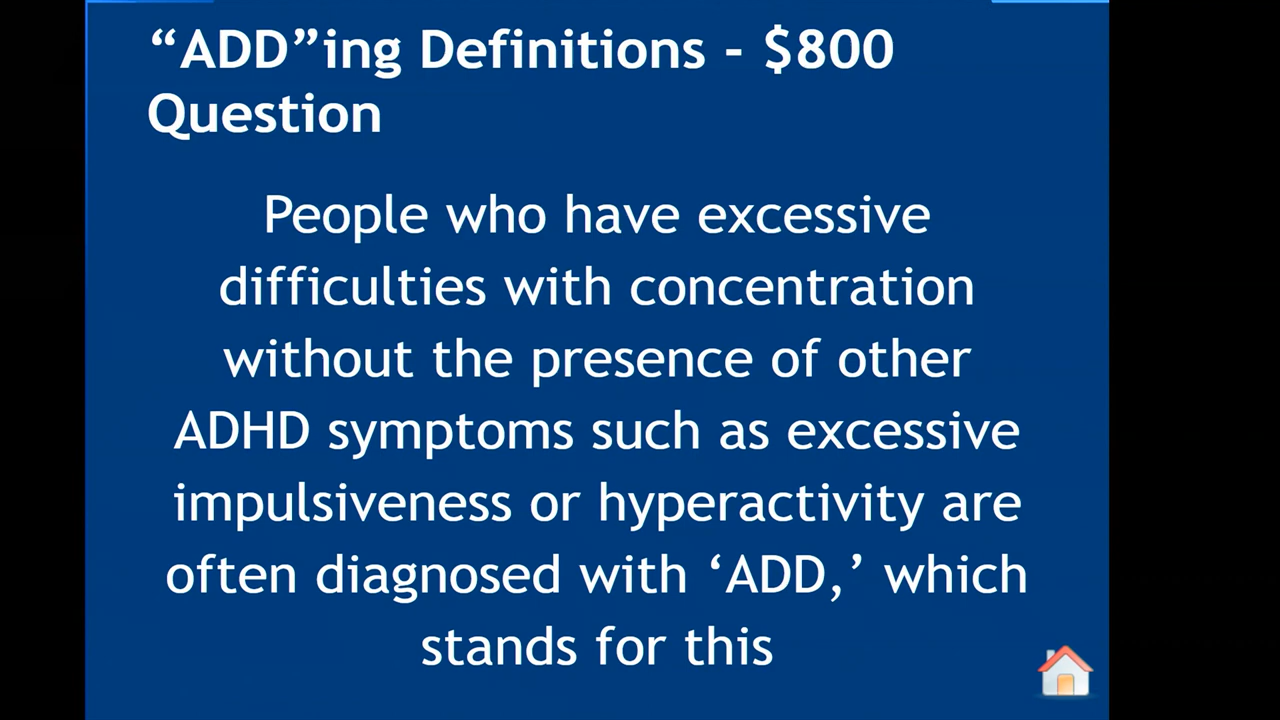 “ADD”ing Definitions - $800
Question
People who have excessive
difficulties with concentration
without the presence of other
ADHD symptoms such as excessive
impulsiveness or hyperactivity are
often diagnosed with ‘ADD,’ which
stands for this